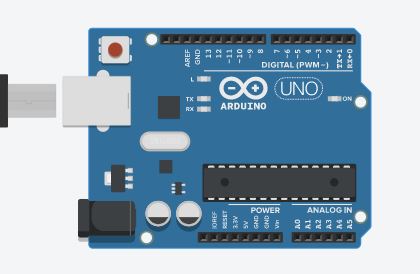 AREF
GND
13
12
~11
~10
~9
8
7
~6
~5
4
~3
2
TX→1
RX←0
DIGITAL (PWM~)
L
TX
RX
ARDUINO
UNO
ON
POWER
ANALOG IN
IOREF
RESET
3.3V
5V
GND
GND
Vin
A0
A1
A2
A3
A4
A5